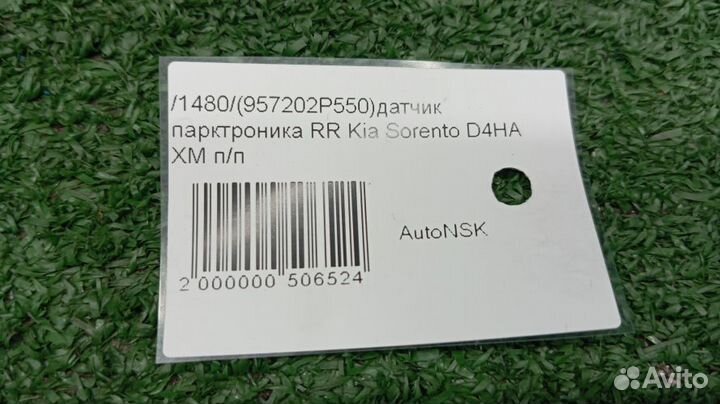 /1480/(957202P550)датчик
парктроника RR Kia Sorento D4HA
XM п/п
AutoNSK
2 000000 506524
Avito